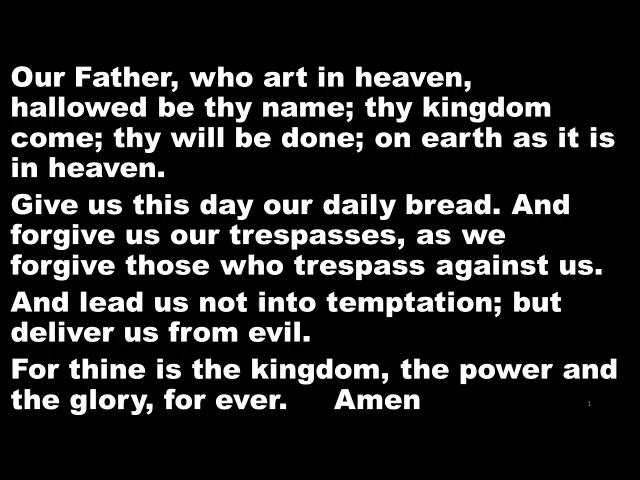 Our Father, who art in heaven,
hallowed be thy name; thy kingdom
come; thy will be done; on earth as it is
in heaven.
Give us this day our daily bread. And
forgive us our trespasses, as we
forgive those who trespass against us.
And lead us not into temptation; but
deliver us from evil.
For thine is the kingdom, the power and
the glory, for ever. Amen
1